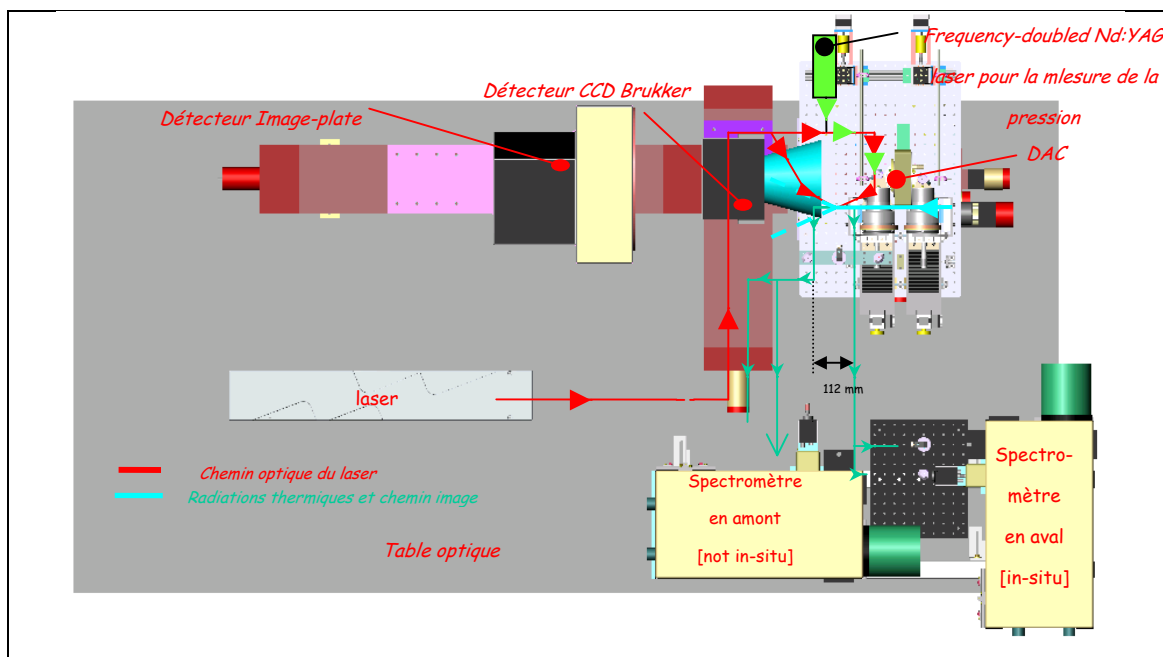 Frequency-doubled Nd:YAG
laser pour la mlesure de la
pression
Détecteur CCD Brukker
Détecteur Image-plate
DAC
112 mm
laser
Chemin optique du laser
Radiations thermiques et chemin image
Table optique
Spectromètre
en amont
[not in-situ]
Spectro-
mètre
en aval
[in-situ]